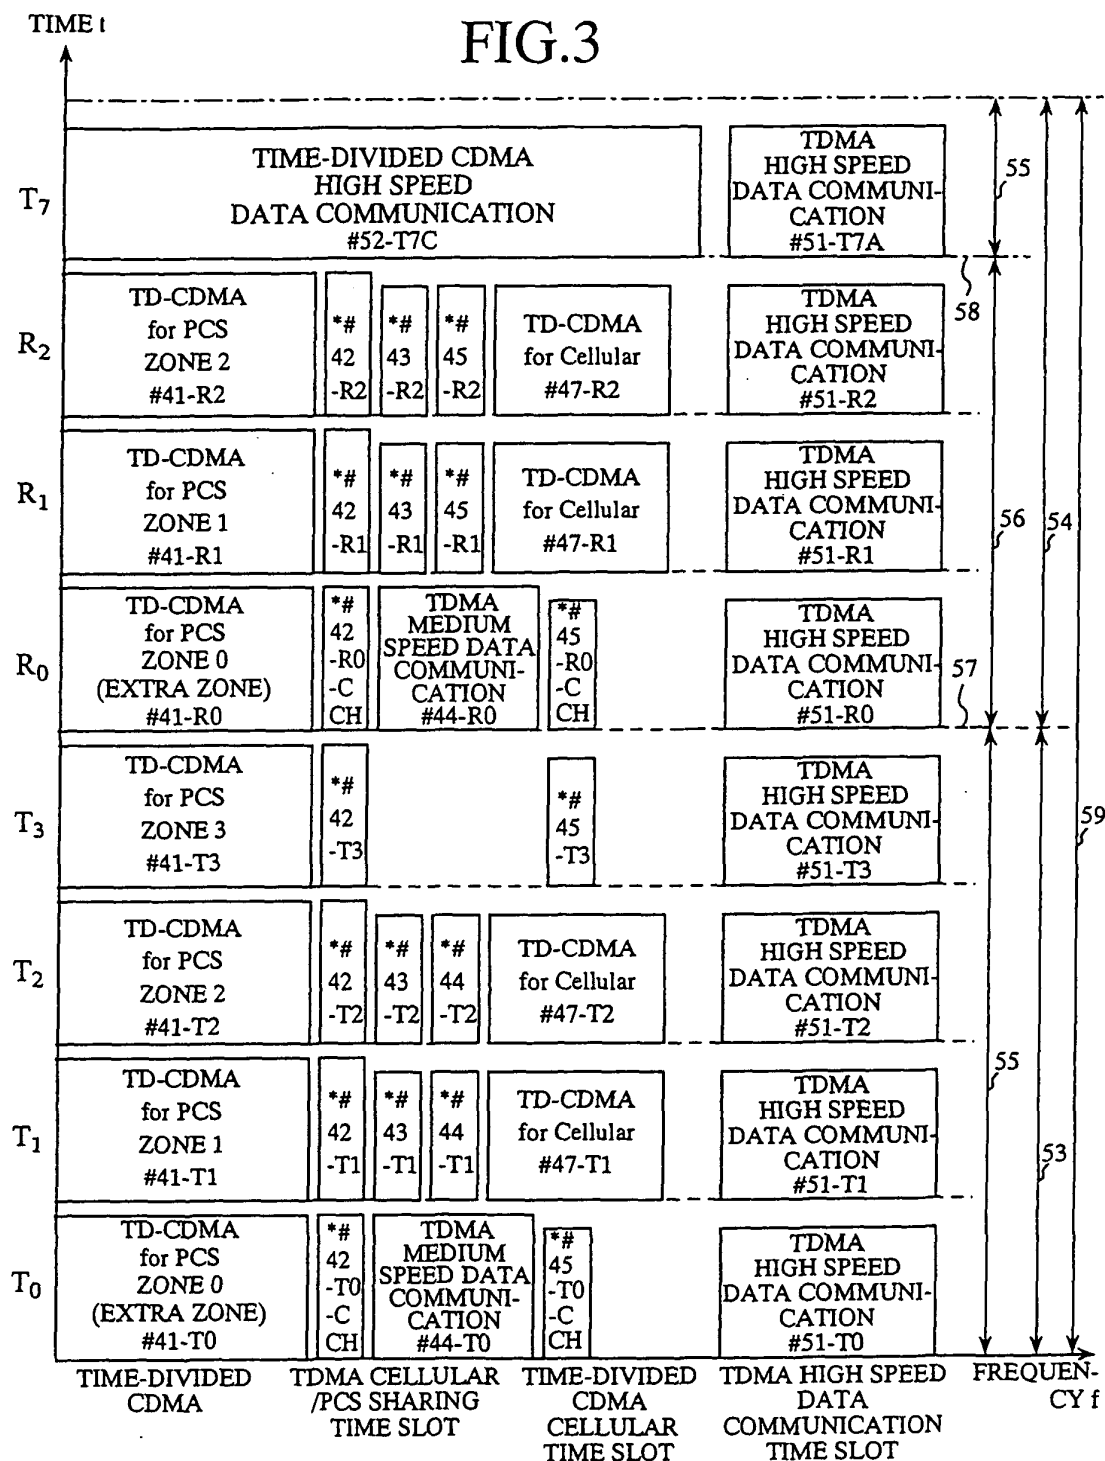 TIME t
FIG.3
T7
TIME-DIVIDED CDMA
HIGH SPEED
DATA COMMUNICATION
#52-T7C
TDMA
HIGH SPEED
DATA COMMUNI-
CATION
#51-T7A
55
58
R2
TD-CDMA
for PCS
ZONE 2
#41-R2
*#
42
-R2
*#
43
-R2
*#
45
-R2
TD-CDMA
for Cellular
#47-R2
TDMA
HIGH SPEED
DATA COMMUNI-
CATION
#51-R2
R1
TD-CDMA
for PCS
ZONE 1
#41-R1
*#
42
-R1
*#
43
-R1
*#
45
-R1
TD-CDMA
for Cellular
#47-R1
TDMA
HIGH SPEED
DATA COMMUNI-
CATION
#51-R1
56
54
R0
TD-CDMA
for PCS
ZONE 0
(EXTRA ZONE)
#41-R0
*#
42
-R0
-C
CH
TDMA
MEDIUM
SPEED DATA
COMMUNI-
CATION
#44-R0
*#
45
-R0
-C
CH
TDMA
HIGH SPEED
DATA COMMUNI-
CATION
#51-R0
57
T3
TD-CDMA
for PCS
ZONE 3
#41-T3
*#
42
-T3
*#
45
-T3
TDMA
HIGH SPEED
DATA COMMUNI-
CATION
#51-T3
59
T2
TD-CDMA
for PCS
ZONE 2
#41-T2
*#
42
-T2
*#
43
-T2
*#
44
-T2
TD-CDMA
for Cellular
#47-T2
TDMA
HIGH SPEED
DATA COMMUNI-
CATION
#51-T2
55
T1
TD-CDMA
for PCS
ZONE 1
#41-T1
*#
42
-T1
*#
43
-T1
*#
44
-T1
TD-CDMA
for Cellular
#47-T1
TDMA
HIGH SPEED
DATA COMMUNI-
CATION
#51-T1
53
T0
TD-CDMA
for PCS
ZONE 0
(EXTRA ZONE)
#41-T0
*#
42
-T0
-C
CH
TDMA
MEDIUM
SPEED DATA
COMMUNI-
CATION
#44-T0
*#
45
-T0
-C
CH
TDMA
HIGH SPEED
DATA COMMUNI-
CATION
#51-T0
TIME-DIVIDED
CDMA
TDMA CELLULAR
/PCS SHARING
TIME SLOT
TIME-DIVIDED
CDMA
CELLULAR
TIME SLOT
TDMA HIGH SPEED
DATA
COMMUNICATION
TIME SLOT
FREQUEN-
CY f